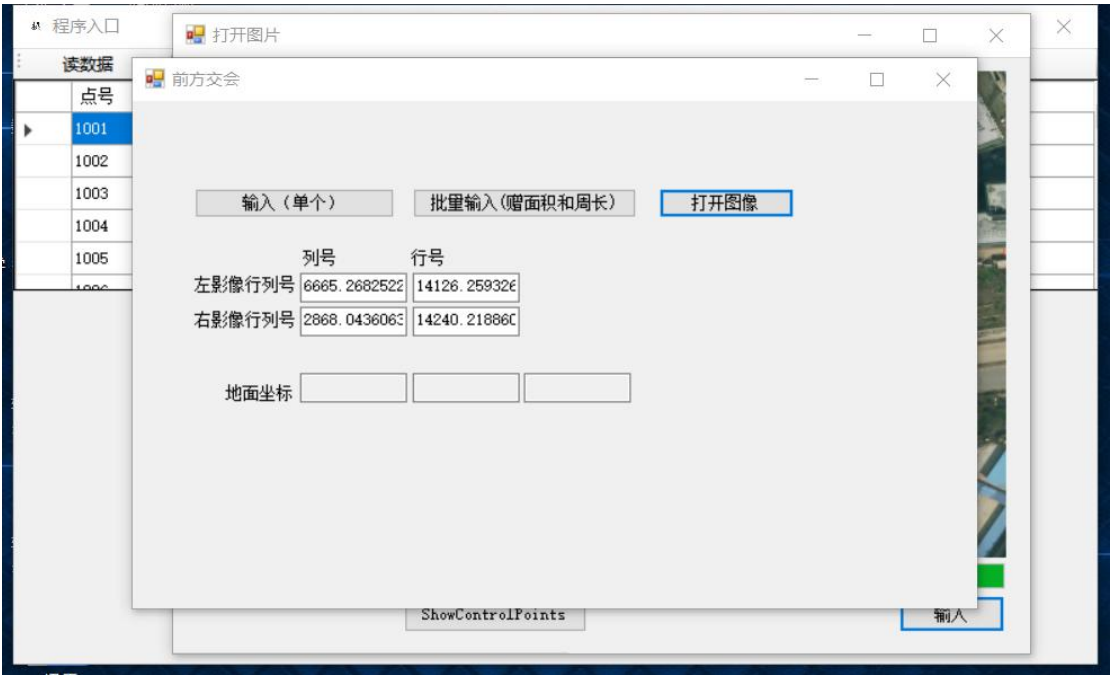 程序入口
打开图片
读数据
前方交会
点号
1001
1002
1003
1004
1005
输入（单个）
批里输入(赠面积和周长)
打开图像
列号 行号
左影像行列号 6665.2682522 14126.259326
右影像行列号 2868.0436063 14240.218860
地面坐标
ShowControlPoints
输入